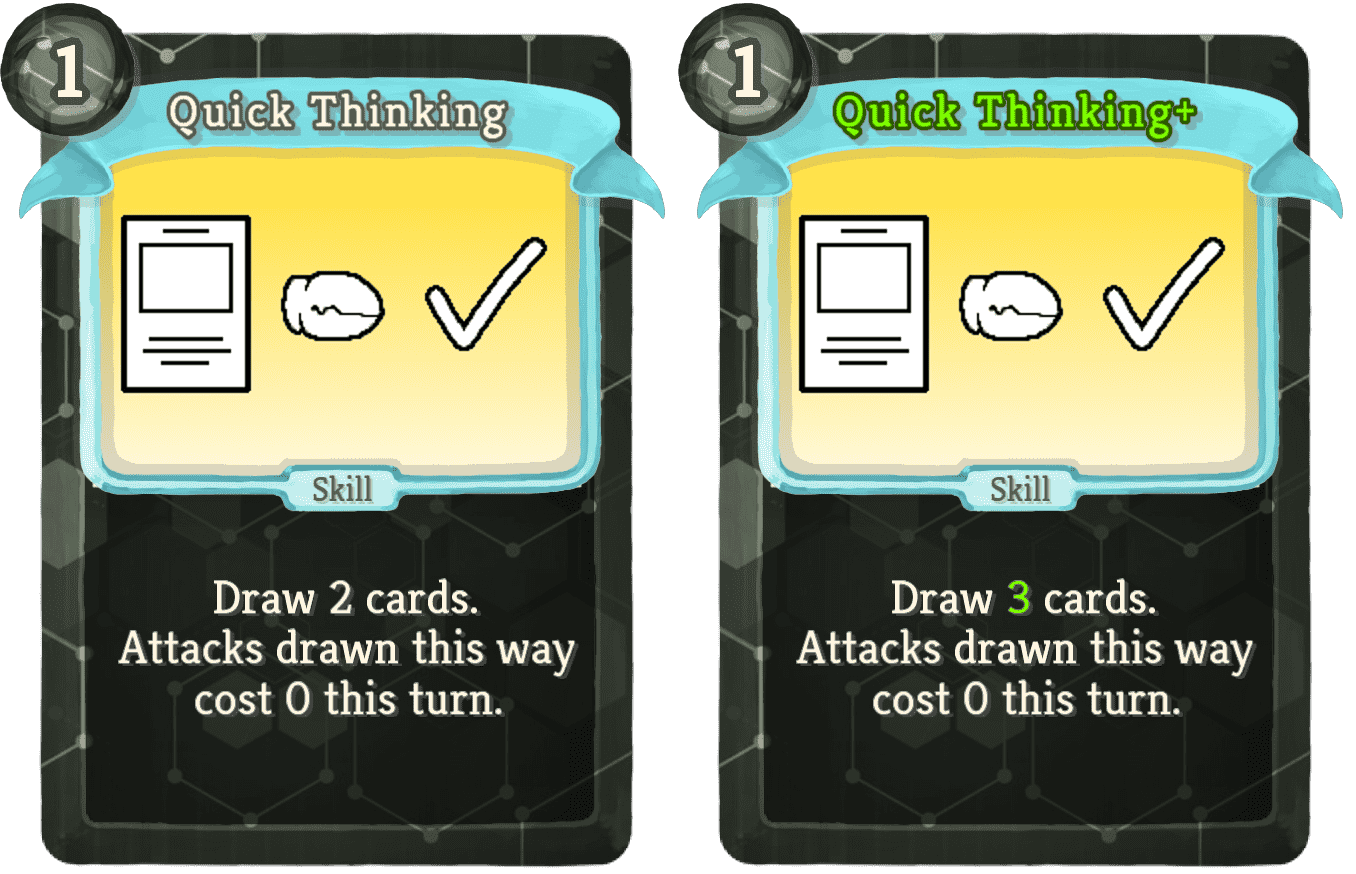 1
Quick Thinking
Skill
Draw 2 cards.
Attacks drawn this way
cost 0 this turn.
1
Quick Thinking+
Skill
Draw 3 cards.
Attacks drawn this way
cost 0 this turn.